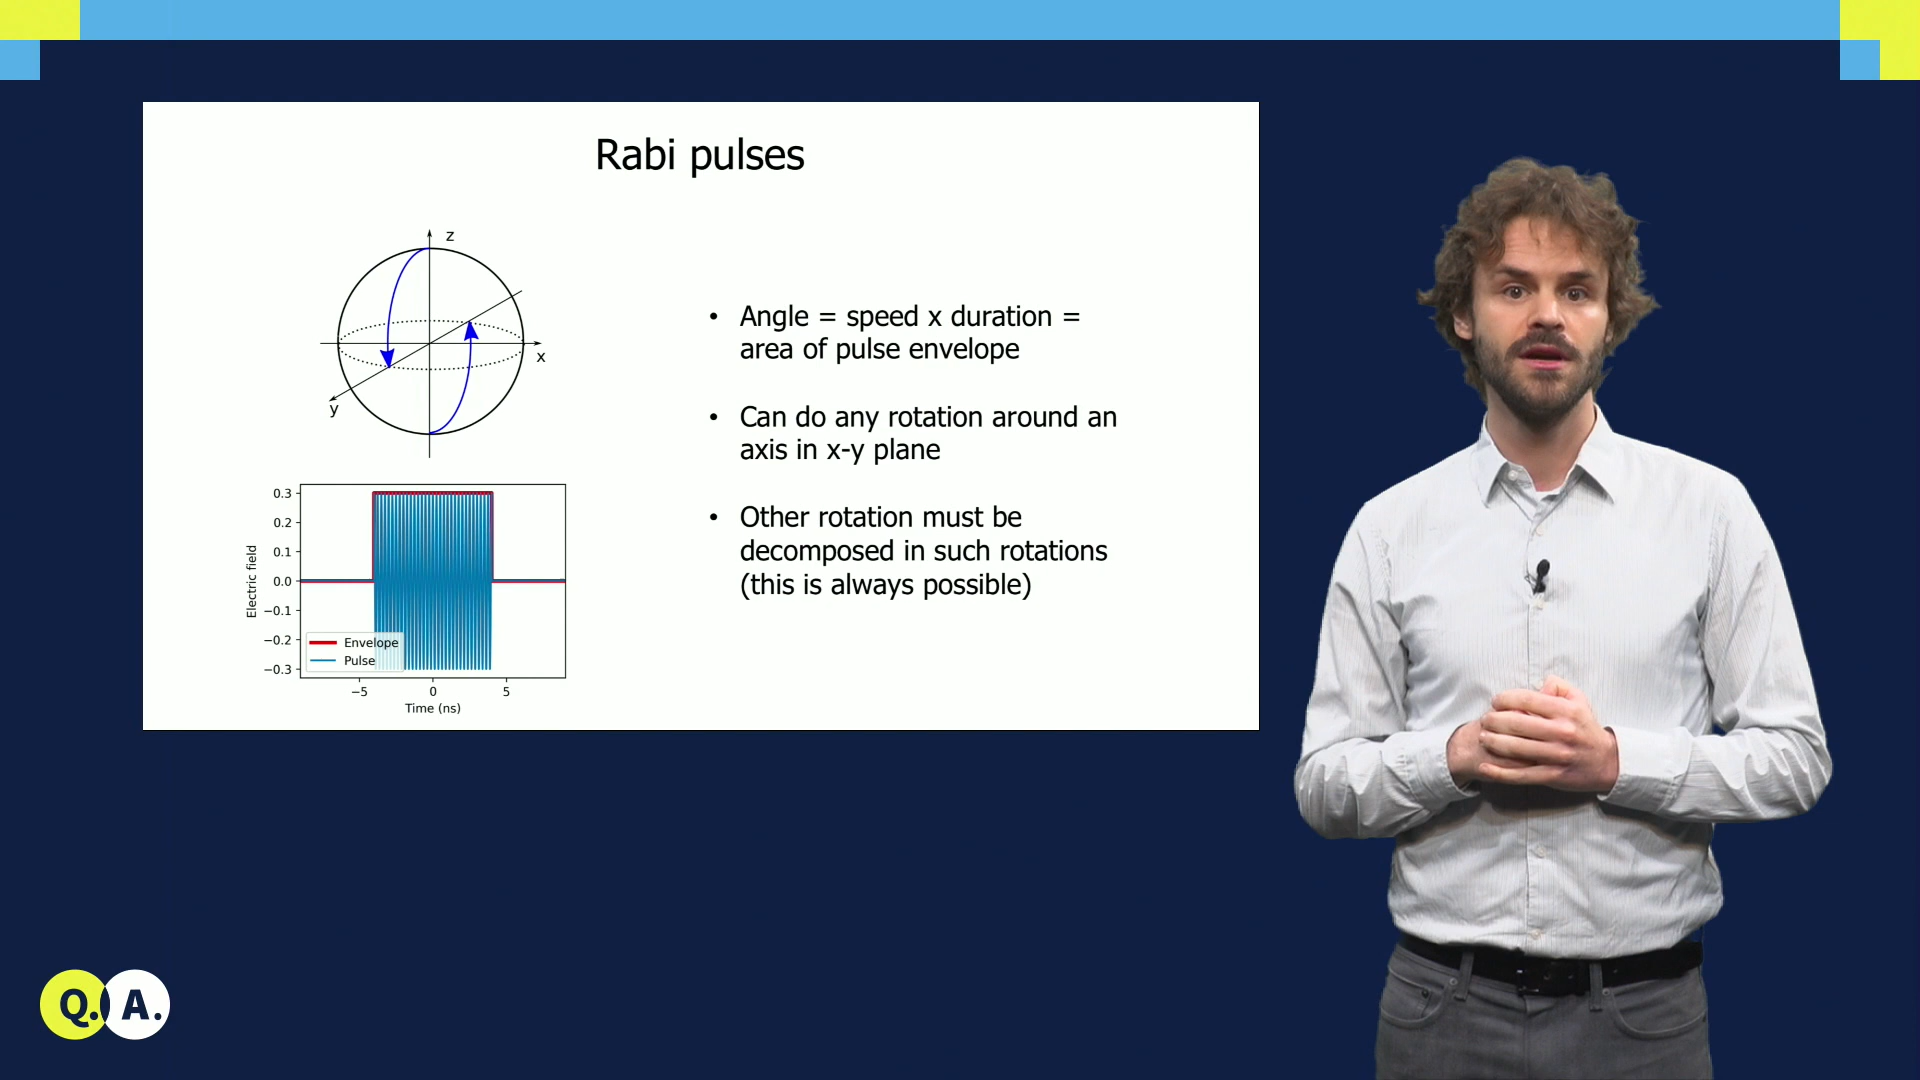 Rabi pulses
z
x
y
• Angle = speed x duration =
area of pulse envelope
• Can do any rotation around an
axis in x-y plane
• Other rotation must be
decomposed in such rotations
(this is always possible)
Electric field
0.3
0.2
0.1
0.0
−0.1
−0.2
−0.3
Envelope
Pulse
−5 0 5
Time (ns)
Q. A.